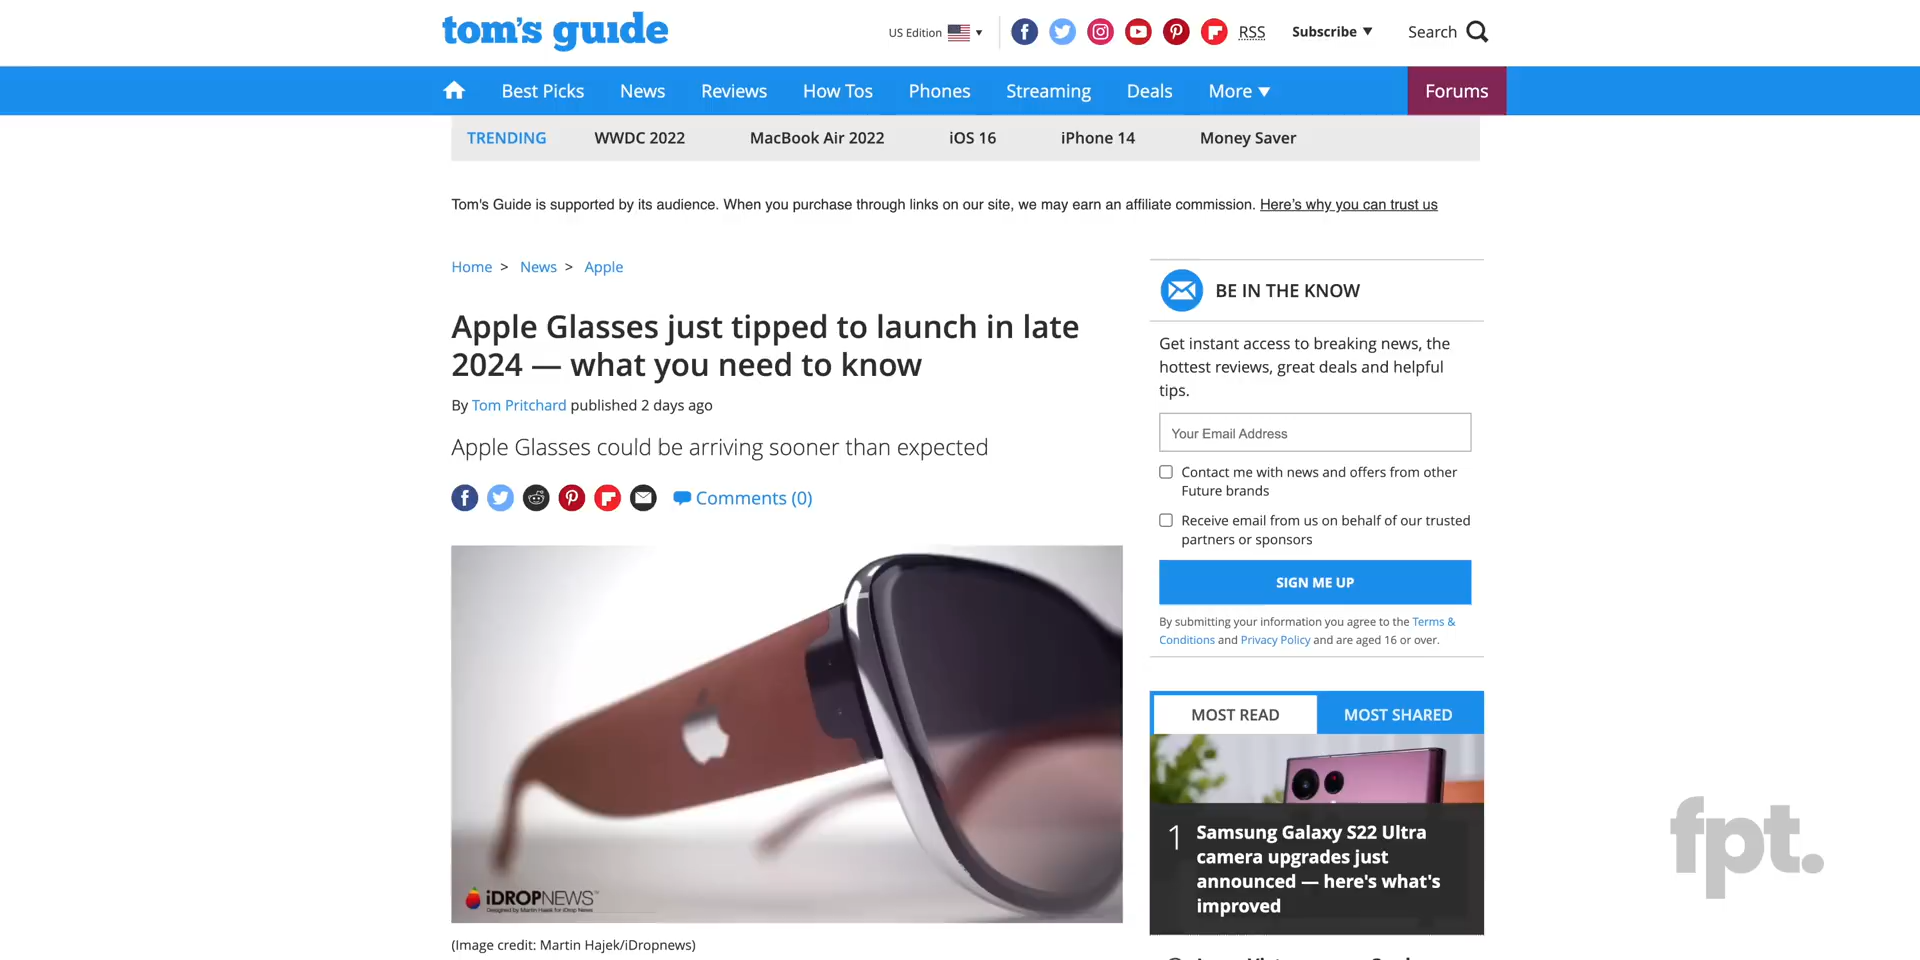 tom's guide
US Edition
RSS
Subscribe
Search
Best Picks
News
Reviews
How Tos
Phones
Streaming
Deals
More
Forums
TRENDING
WWDC 2022
MacBook Air 2022
iOS 16
iPhone 14
Money Saver
Tom's Guide is supported by its audience. When you purchase through links on our site, we may earn an affiliate commission. Here's why you can trust us
Home > News > Apple
Apple Glasses just tipped to launch in late
2024 — what you need to know
By Tom Pritchard published 2 days ago
Apple Glasses could be arriving sooner than expected
Comments (0)
iDROPNEWS
Designed by Martin Hajek for iDrop News
(Image credit: Martin Hajek/iDropnews)
BE IN THE KNOW
Get instant access to breaking news, the
hottest reviews, great deals and helpful
tips.
Your Email Address
Contact me with news and offers from other
Future brands
Receive email from us on behalf of our trusted
partners or sponsors
SIGN ME UP
By submitting your information you agree to the Terms &
Conditions and Privacy Policy and are aged 16 or over.
MOST READ
MOST SHARED
1
Samsung Galaxy S22 Ultra
camera upgrades just
announced — here's what's
improved
fpt.